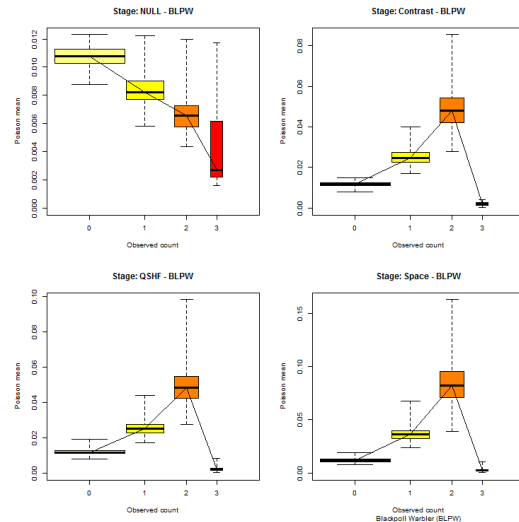 Stage: NULL - BLPW
Poisson mean
0.000 0.002 0.004 0.006 0.008 0.010 0.012
0 1 2 3
Observed count
Stage: Contrast - BLPW
Poisson mean
0.00 0.02 0.04 0.06 0.08
0 1 2 3
Observed count
Stage: QSHF - BLPW
Poisson mean
0.00 0.02 0.04 0.06 0.08 0.10
0 1 2 3
Observed count
Stage: Space - BLPW
Poisson mean
0.00 0.05 0.10 0.15
0 1 2 3
Observed count
Blackpoll Warbler (BLPW)